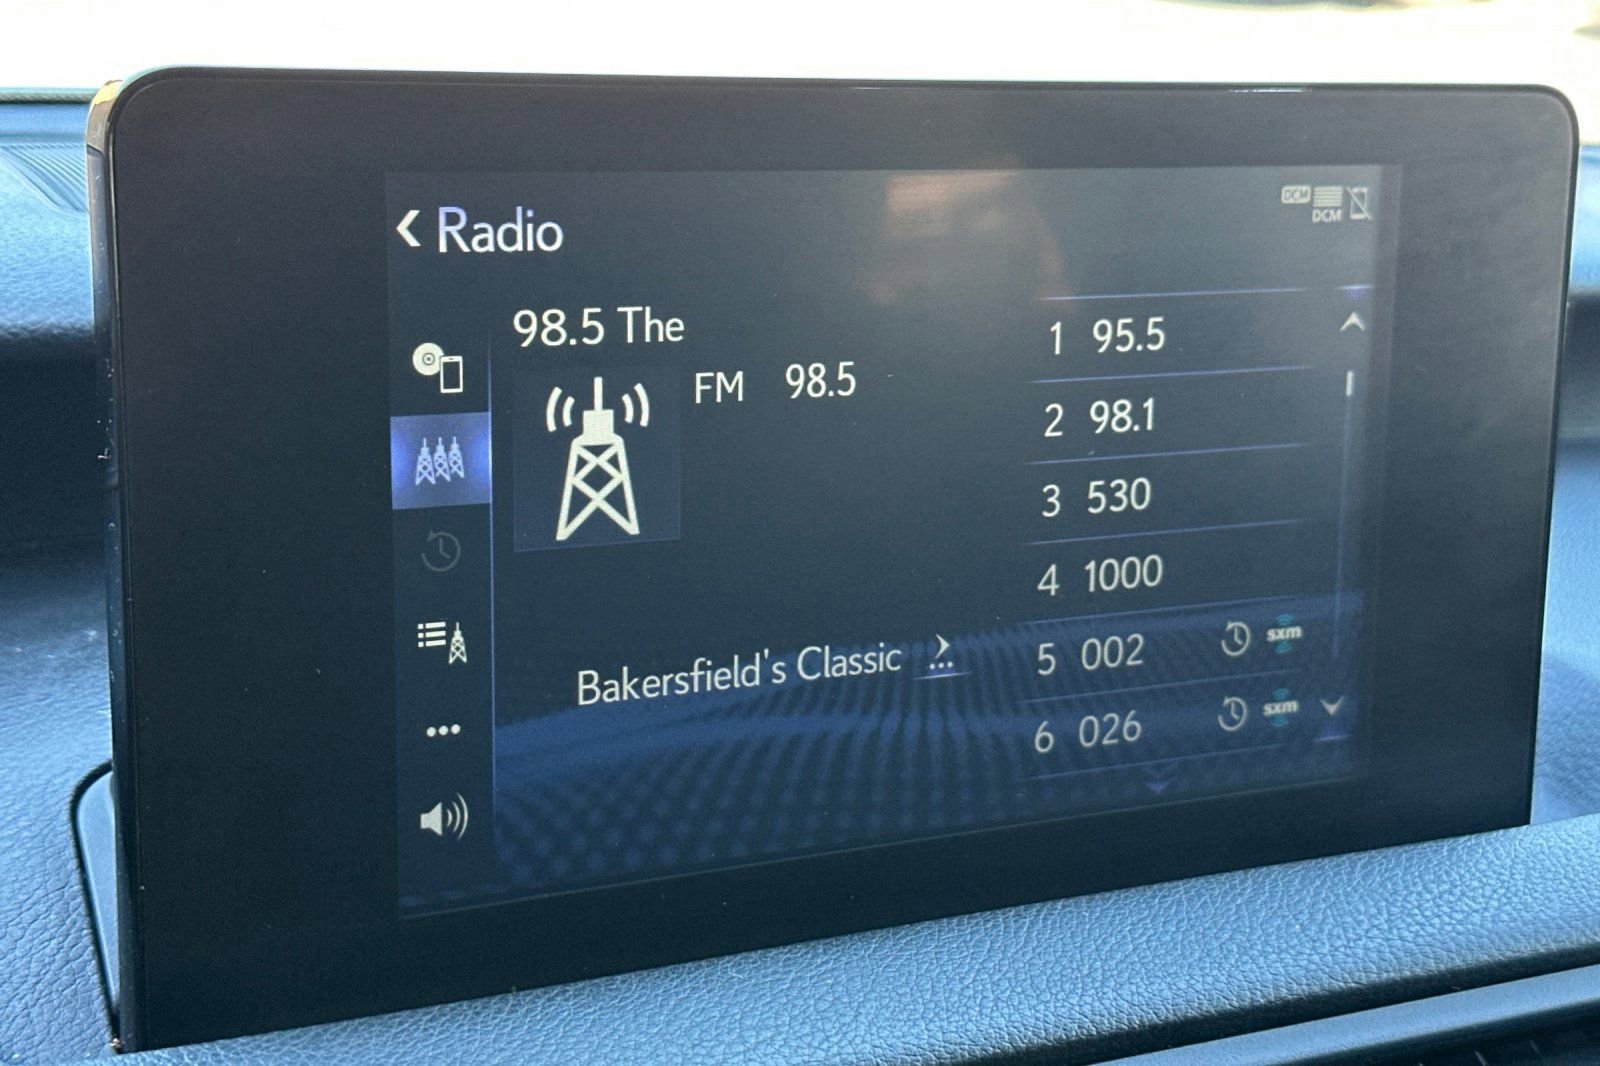 Radio
DCM
DCM
98.5 The
FM 98.5
Bakersfield's Classic ...
1 95.5
2 98.1
3 530
4 1000
5 002 sxm
6 026 sxm